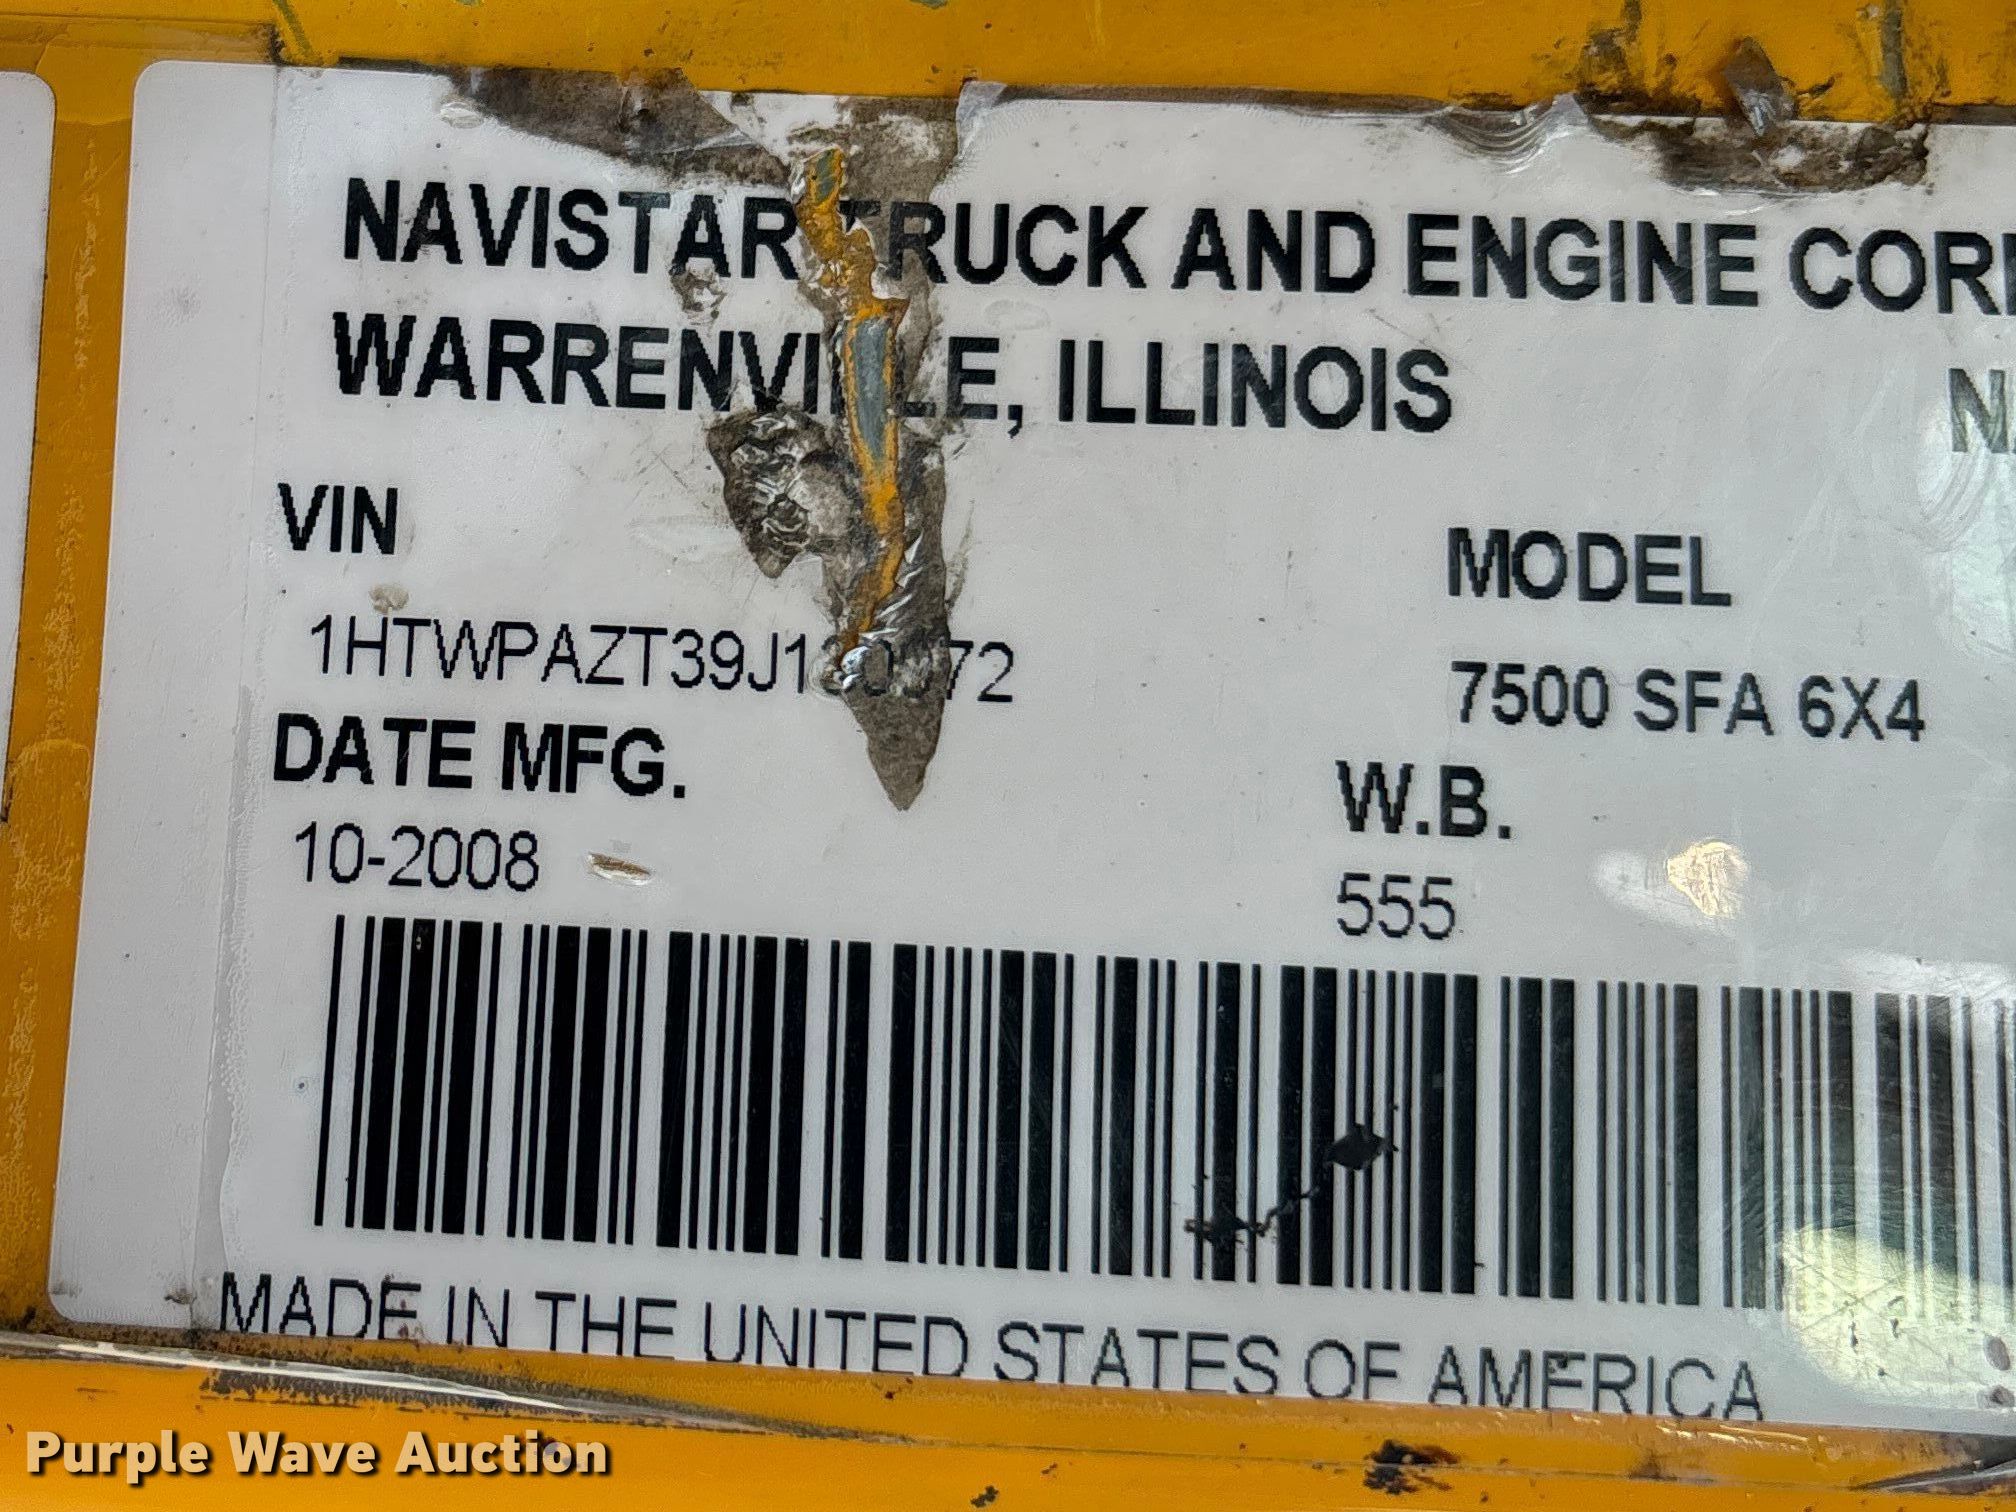 NAVISTAR TRUCK AND ENGINE COR
WARRENVILLE, ILLINOIS
VIN
MODEL
7500 SFA 6X4
DATE MFG.
W.B.
10-2008
555
MADE IN THE UNITED STATES OF AMERICA
Purple Wave Auction